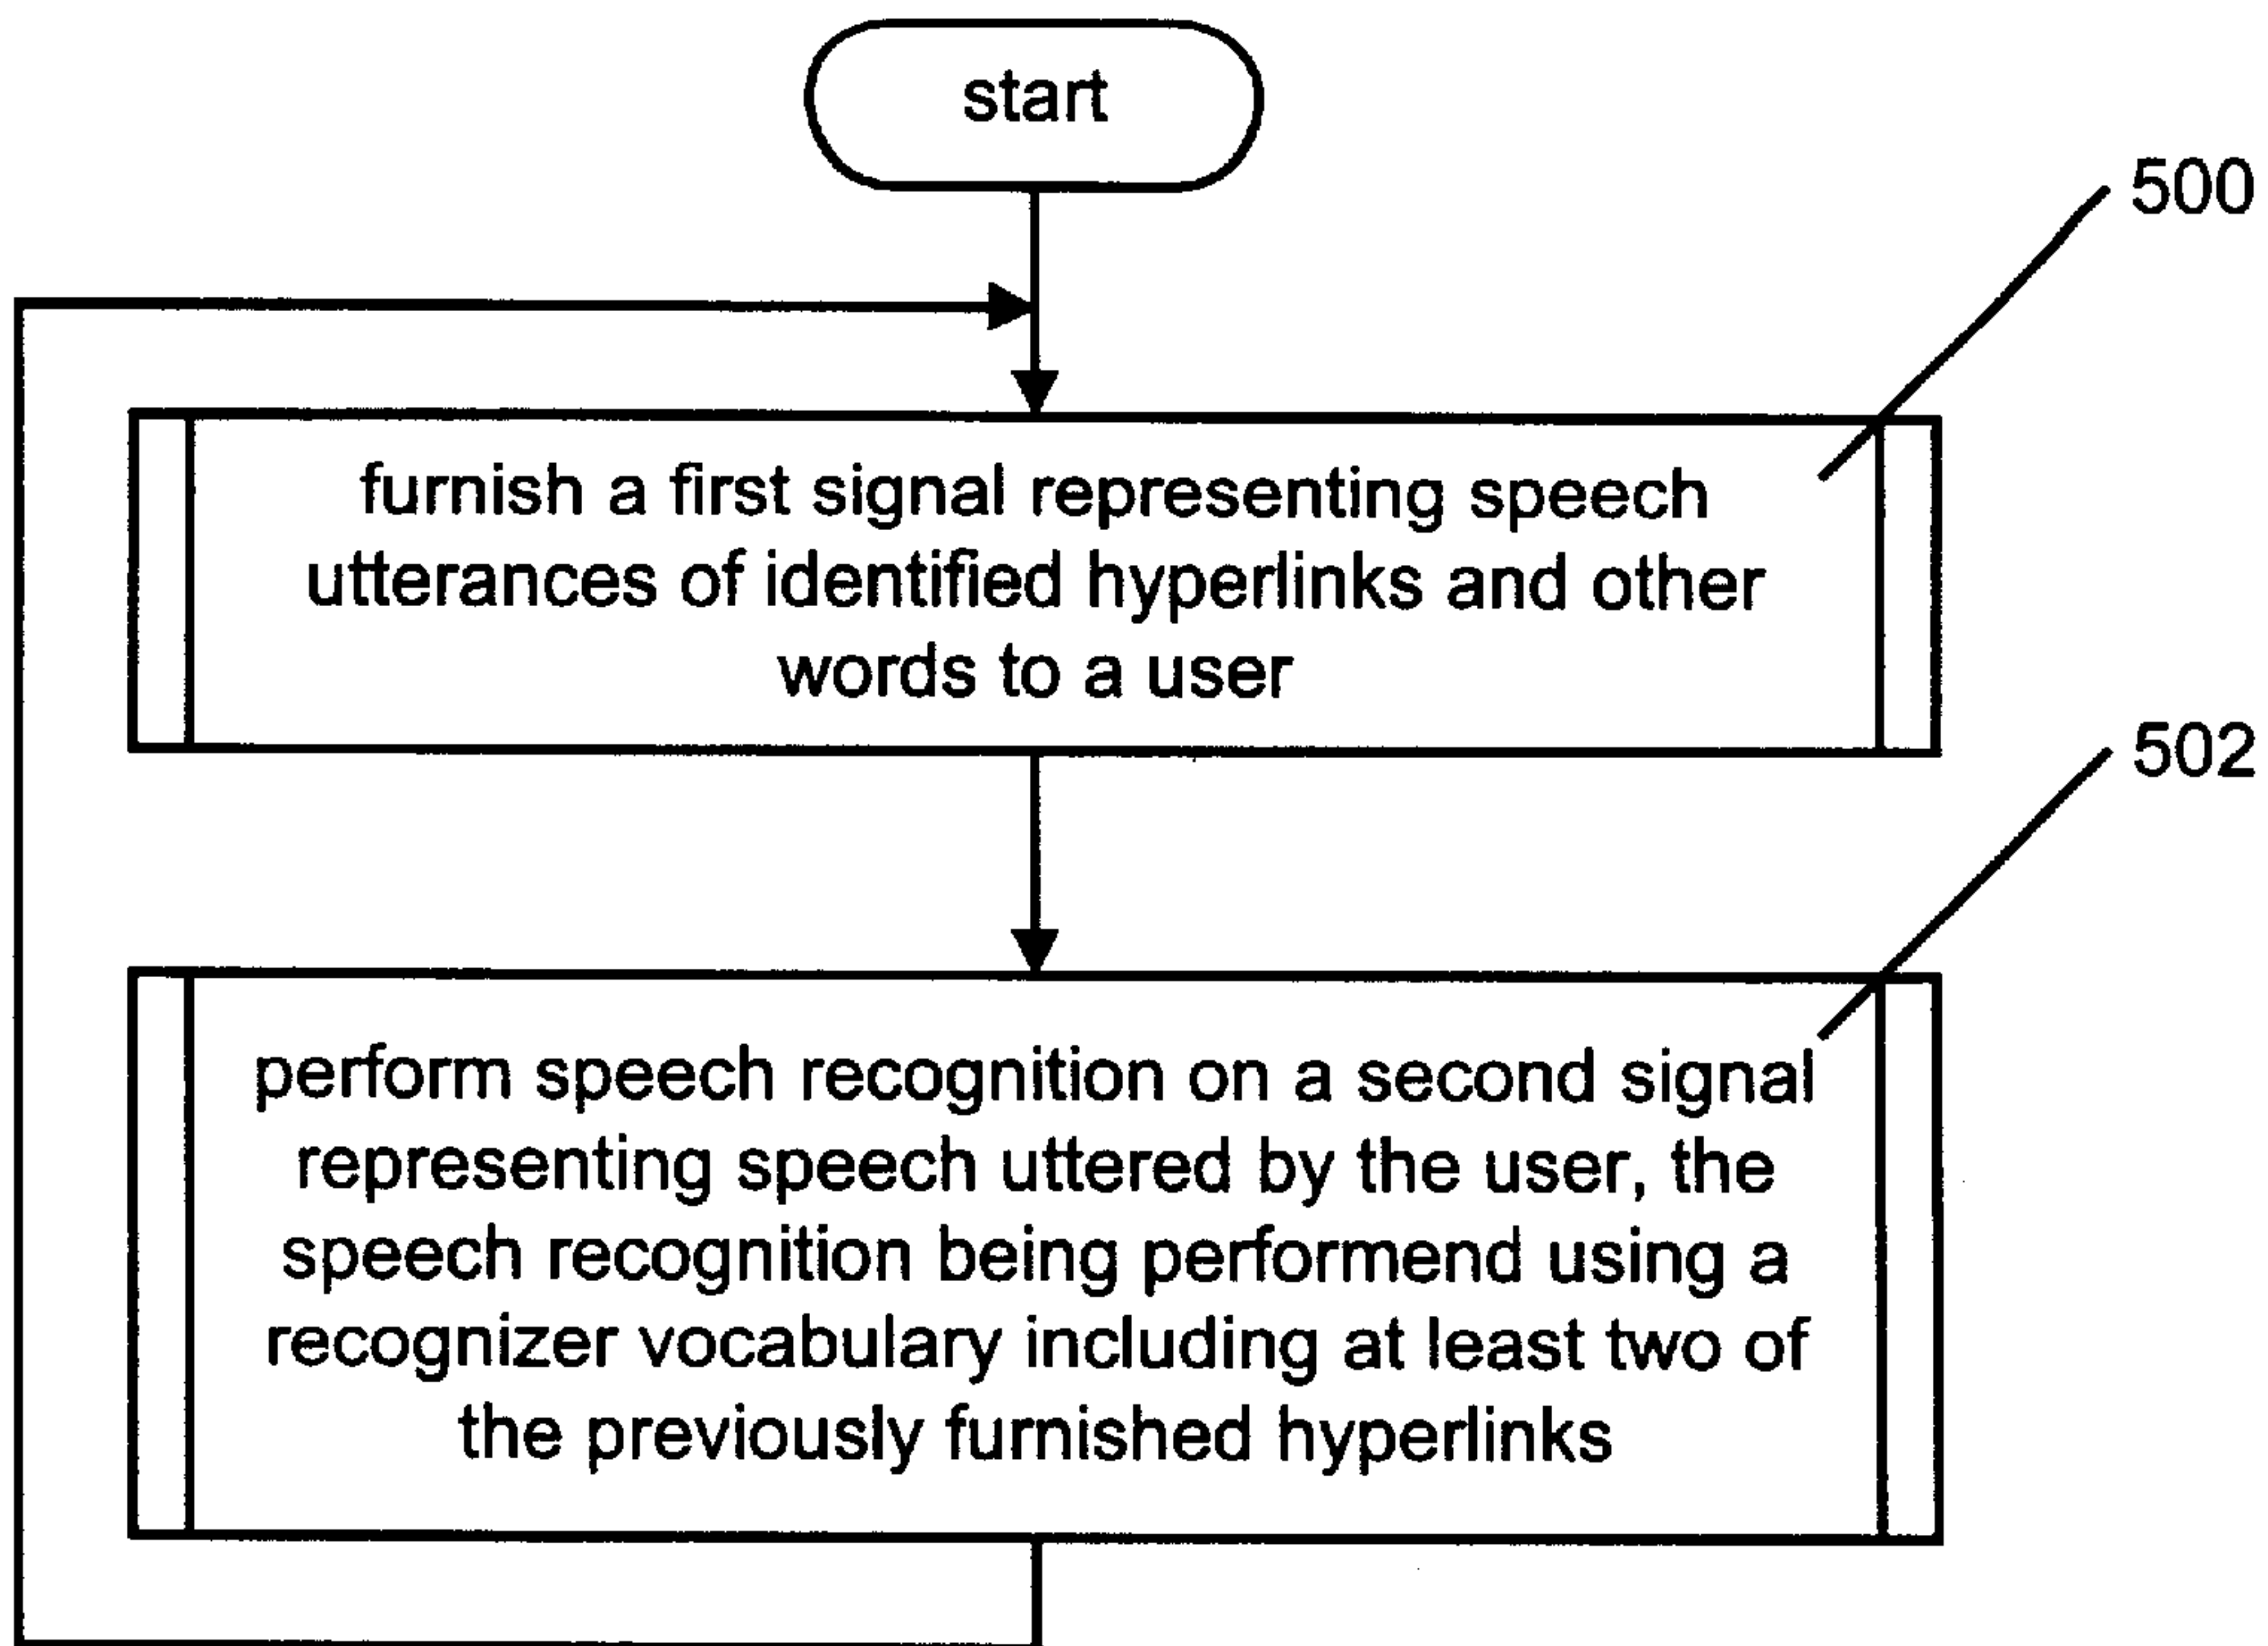 start
500
furnish a first signal representing speech
utterances of identified hyperlinks and other
words to a user
502
perform speech recognition on a second signal
representing speech uttered by the user, the
speech recognition being performend using a
recognizer vocabulary including at least two of
the previously furnished hyperlinks